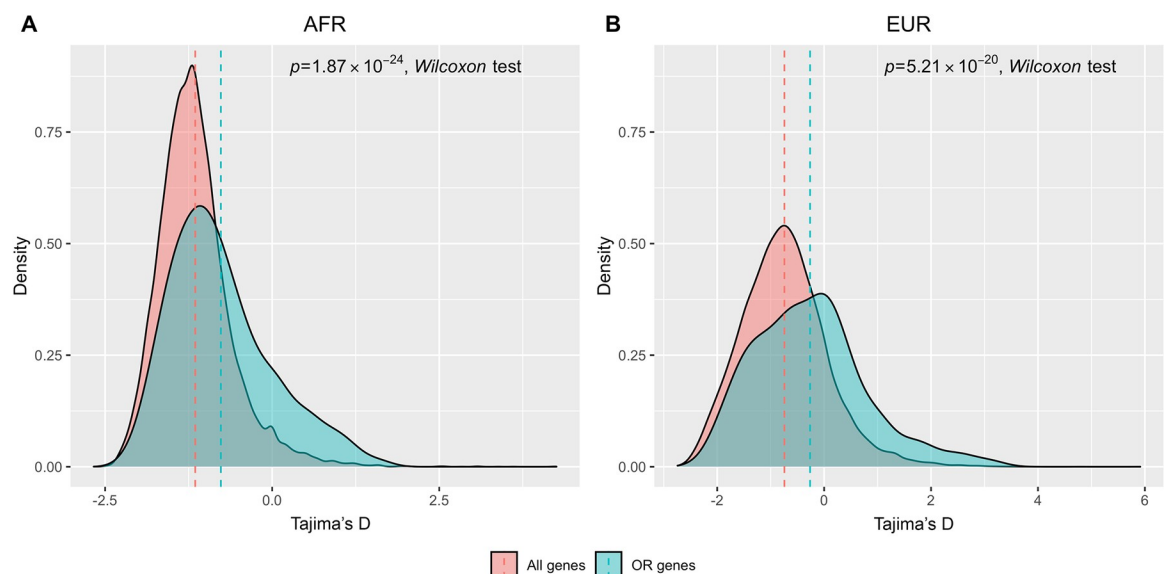 A
AFR
p=1.87 × 10⁻²⁴, Wilcoxon test
Density
0.75
0.50
0.25
0.00
-2.5
0.0
2.5
Tajima's D
B
EUR
p=5.21 × 10⁻²⁰, Wilcoxon test
Density
0.75
0.50
0.25
0.00
-2
0
2
4
6
Tajima's D
All genes
OR genes